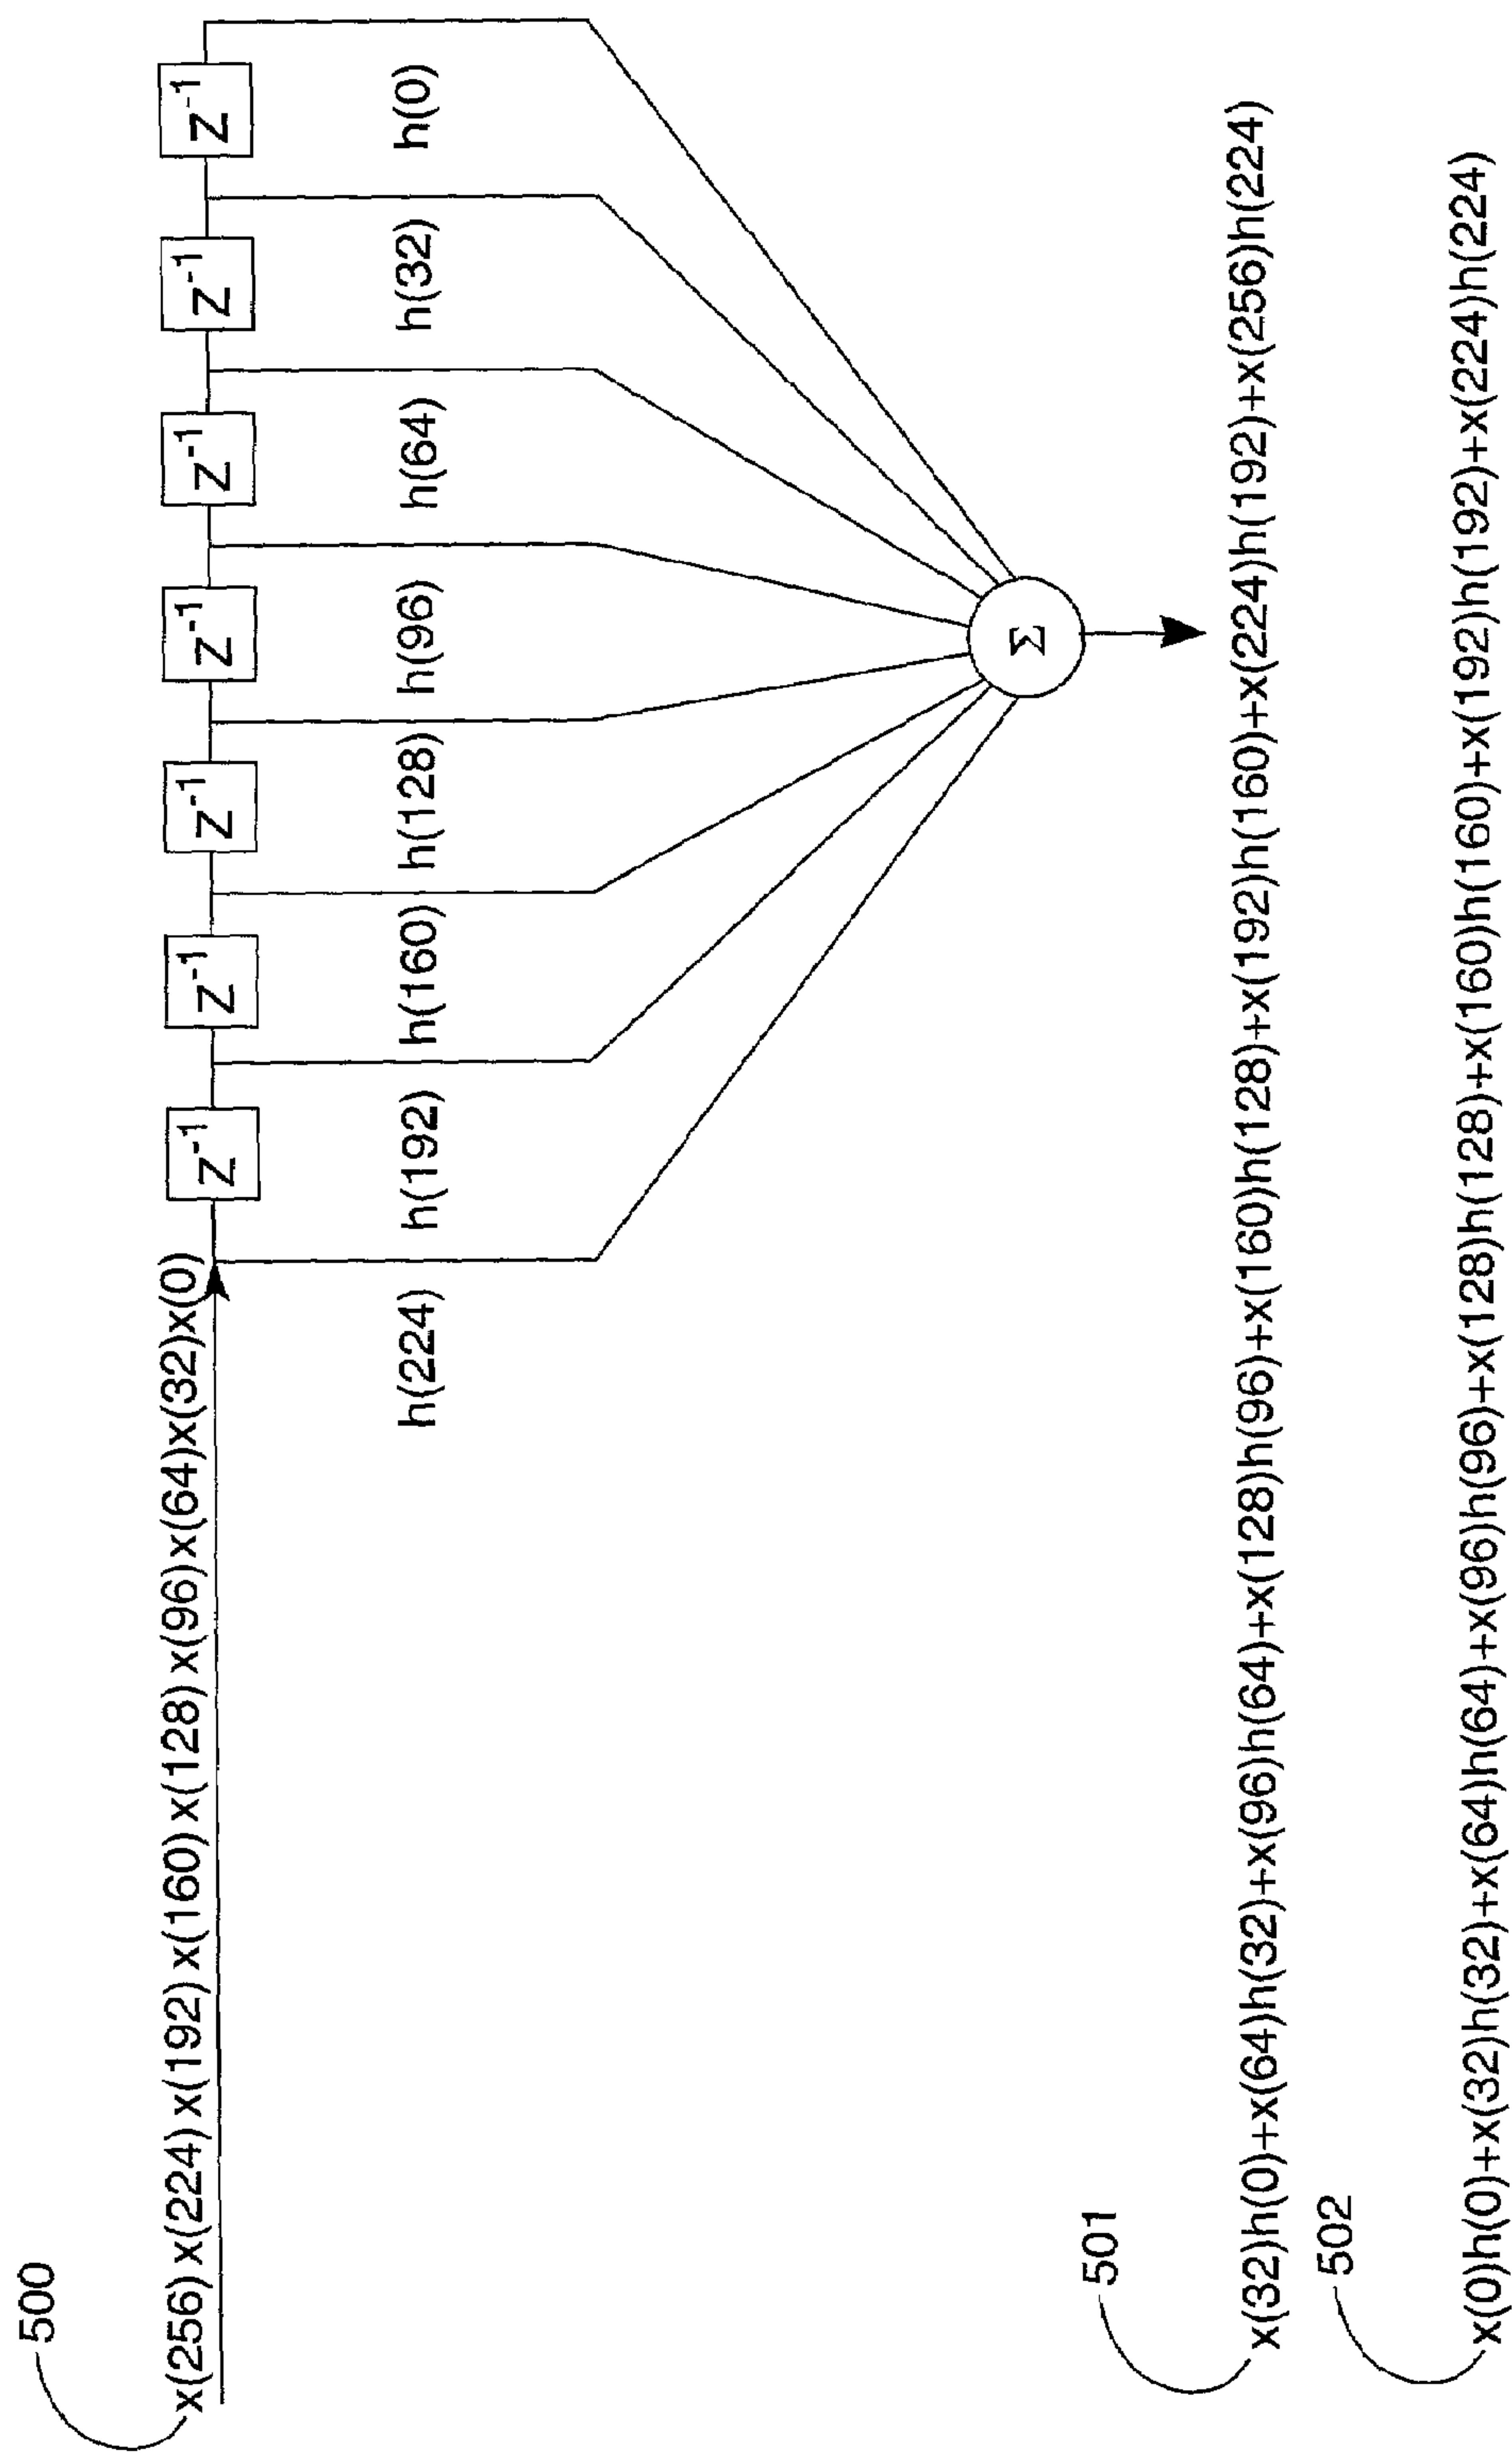 500
x(256) x(224) x(192) x(160) x(128) x(96)x(64)x(32)x(0)
Z⁻¹ Z⁻¹ Z⁻¹ Z⁻¹ Z⁻¹ Z⁻¹ Z⁻¹
h(224) h(192) h(160) h(128) h(96) h(64) h(32) h(0)
Σ
501
x(32)h(0)+x(64)h(32)+x(96)h(64)+x(128)h(96)+x(160)h(128)+x(192)h(160)+x(224)h(192)+x(256)h(224)
502
x(0)h(0)+x(32)h(32)+x(64)h(64)+x(96)h(96)+x(128)h(128)+x(160)h(160)+x(192)h(192)+x(224)h(224)